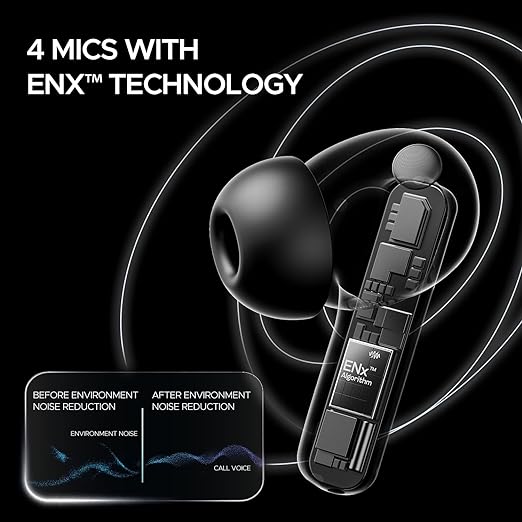 4 MICS WITH
ENX™ TECHNOLOGY
ENx™
Algorithm
BEFORE ENVIRONMENT
NOISE REDUCTION
ENVIRONMENT NOISE
AFTER ENVIRONMENT
NOISE REDUCTION
CALL VOICE